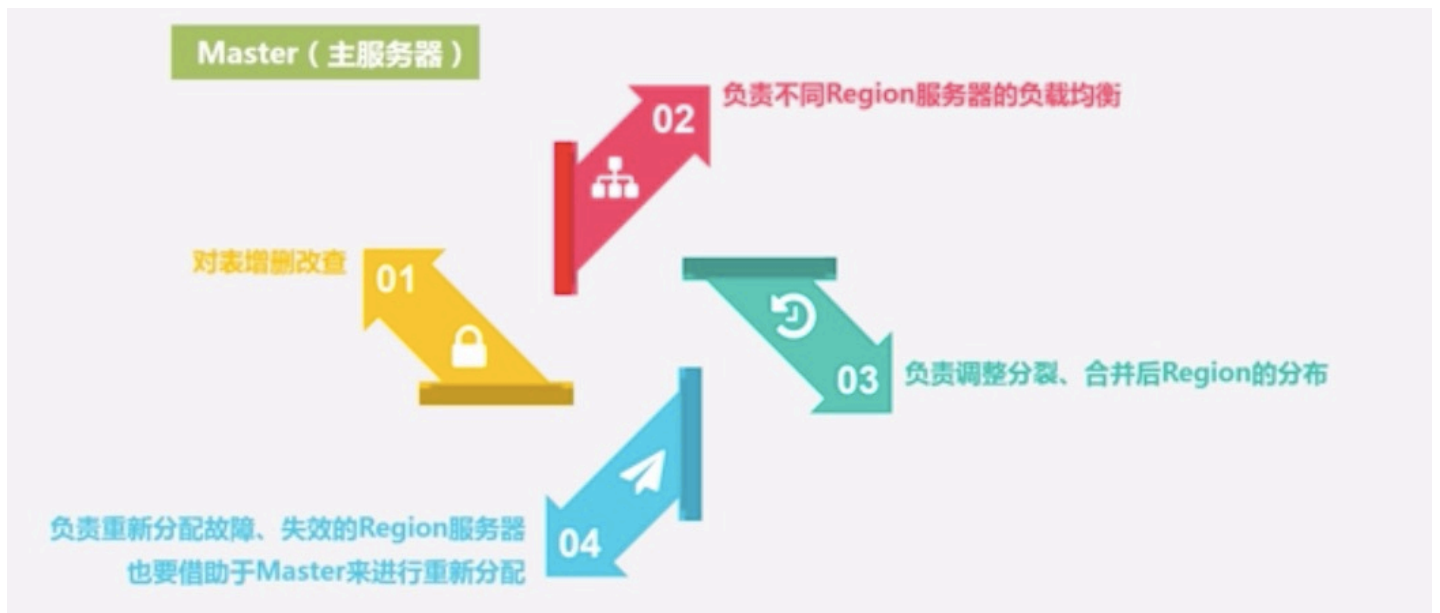 Master（主服务器）
01
对表增删改查
02
负责不同Region服务器的负载均衡
03
负责调整分裂、合并后Region的分布
04
负责重新分配故障、失效的Region服务器
也要借助于Master来进行重新分配